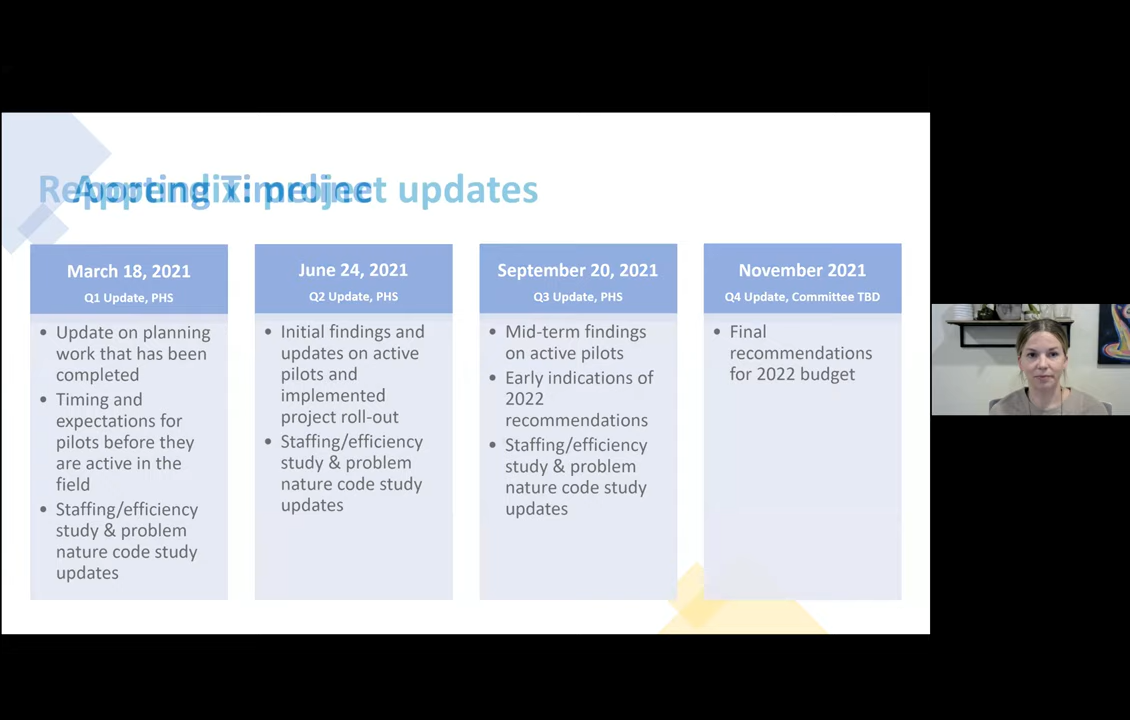 Reporting Timeline
Appendix: project updates
March 18, 2021
Q1 Update, PHS
• Update on planning
work that has been
completed
• Timing and
expectations for
pilots before they
are active in the
field
• Staffing/efficiency
study & problem
nature code study
updates
June 24, 2021
Q2 Update, PHS
• Initial findings and
updates on active
pilots and
implemented
project roll-out
• Staffing/efficiency
study & problem
nature code study
updates
September 20, 2021
Q3 Update, PHS
• Mid-term findings
on active pilots
• Early indications of
2022
recommendations
• Staffing/efficiency
study & problem
nature code study
updates
November 2021
Q4 Update, Committee TBD
• Final
recommendations
for 2022 budget